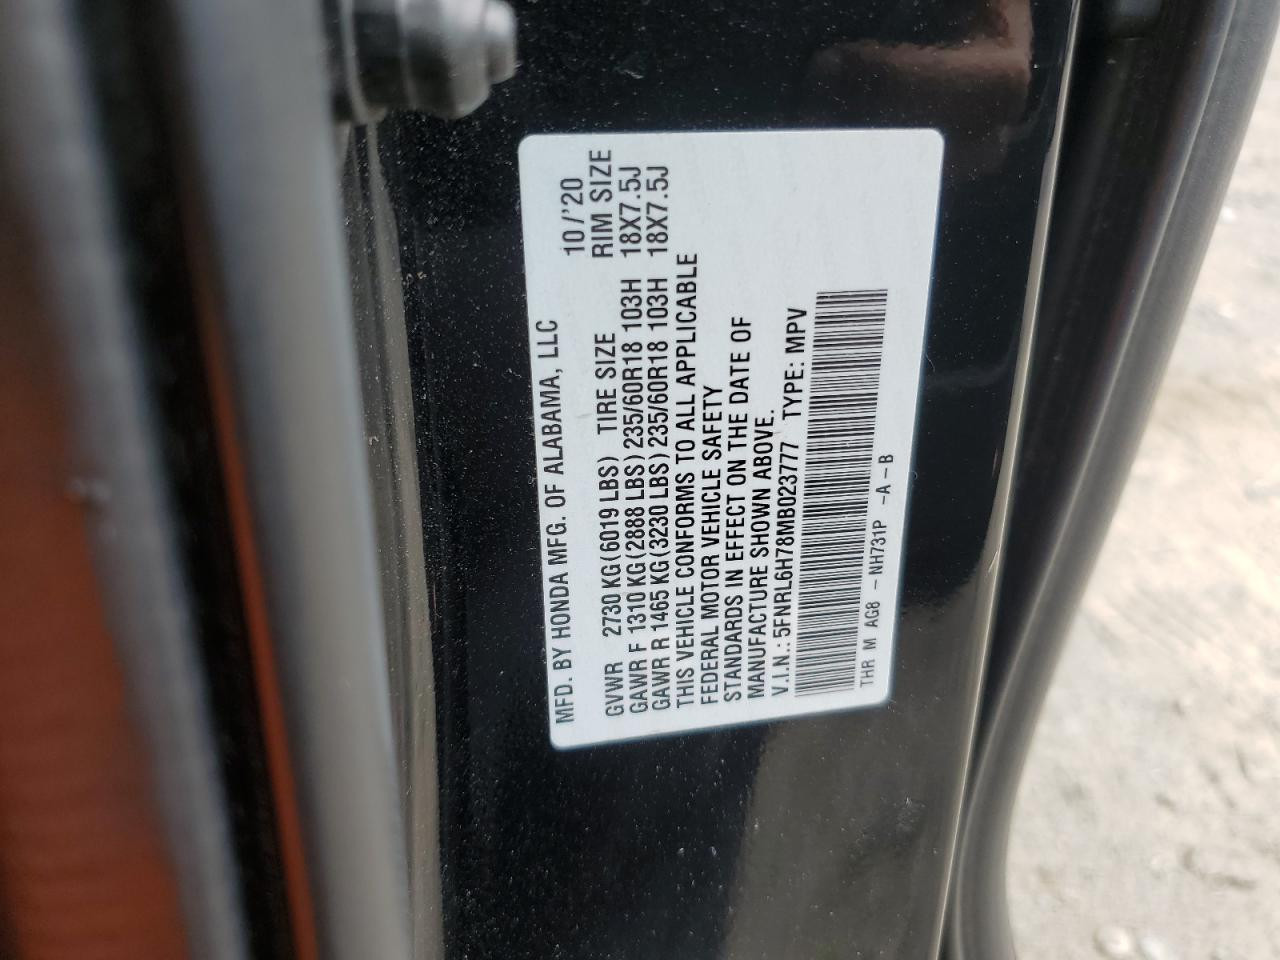 MFD. BY HONDA MFG. OF ALABAMA, LLC 10/'20
GVWR 2730 KG (6019 LBS) TIRE SIZE RIM SIZE
GAWR F 1310 KG (2888 LBS) 235/60R18 103H 18X7.5J
GAWR R 1465 KG (3230 LBS) 235/60R18 103H 18X7.5J
THIS VEHICLE CONFORMS TO ALL APPLICABLE
FEDERAL MOTOR VEHICLE SAFETY
STANDARDS IN EFFECT ON THE DATE OF
MANUFACTURE SHOWN ABOVE.
V.I.N.: 5FNRL6H78MB023777 TYPE: MPV
THR M AG8 - NH731P -A-B